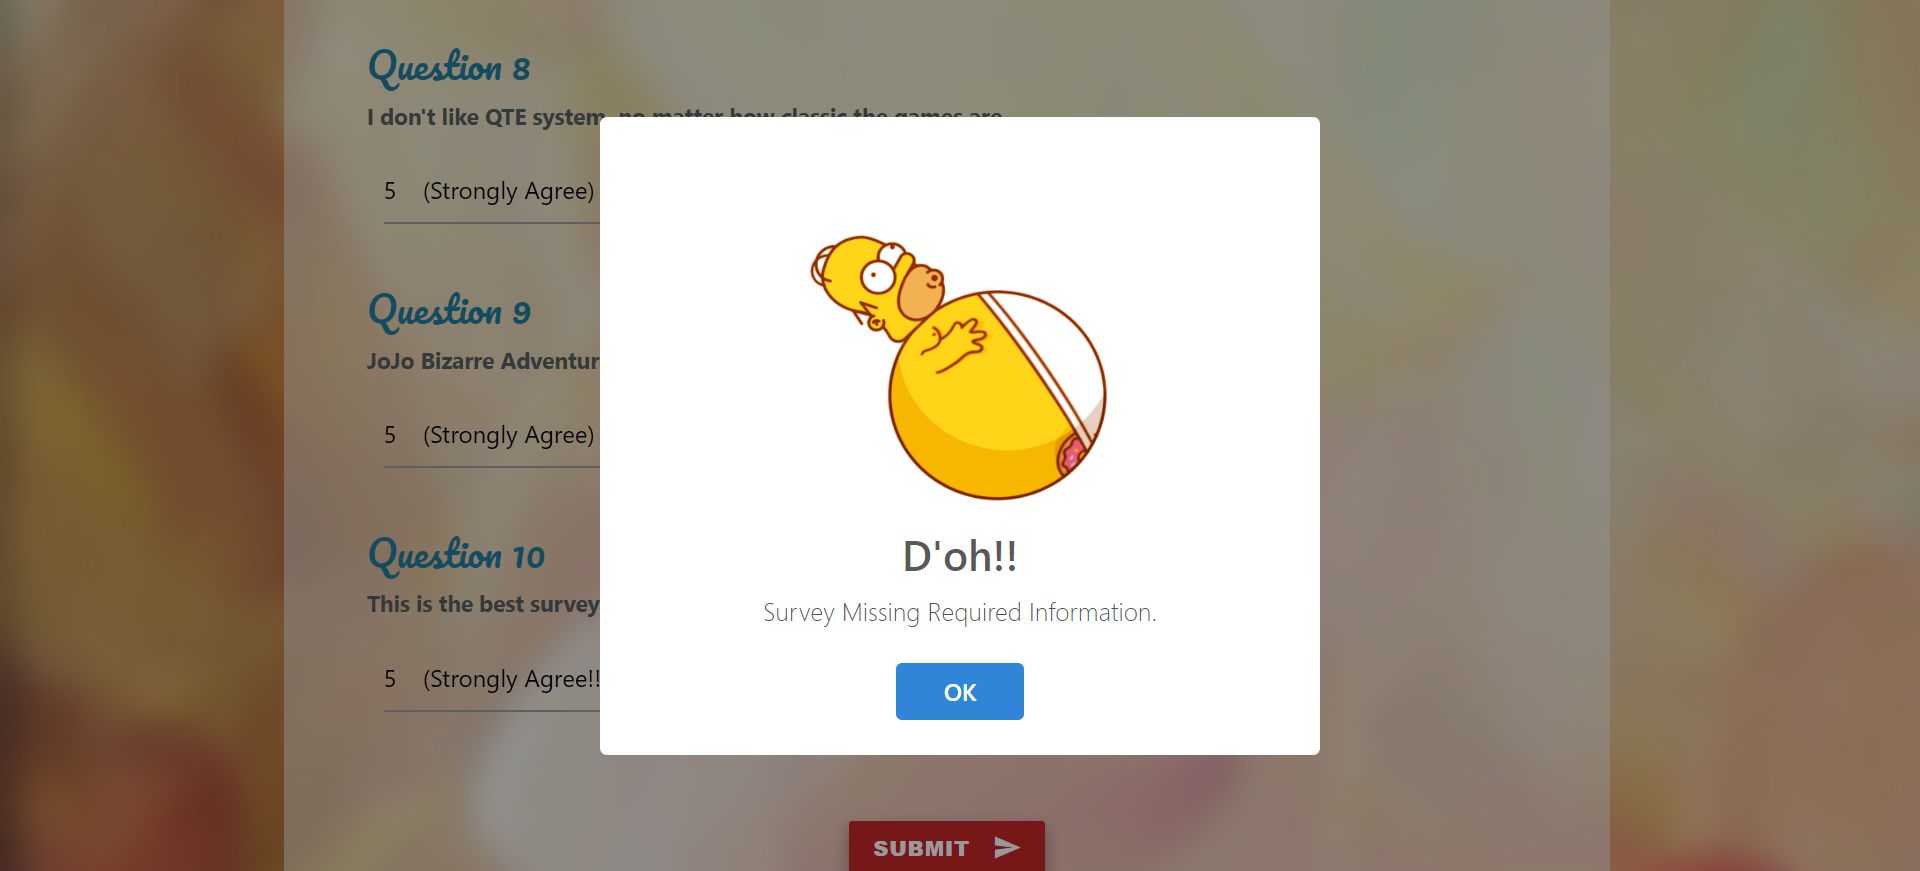 Question 8
I don't like QTE system, no matter how classic the games are
5 (Strongly Agree)
Question 9
JoJo Bizarre
5 (Strongly Agree)
Question 10
This is the best survey
5 (Strongly Agree!!
D'oh!!
Survey Missing Required Information.
OK
SUBMIT